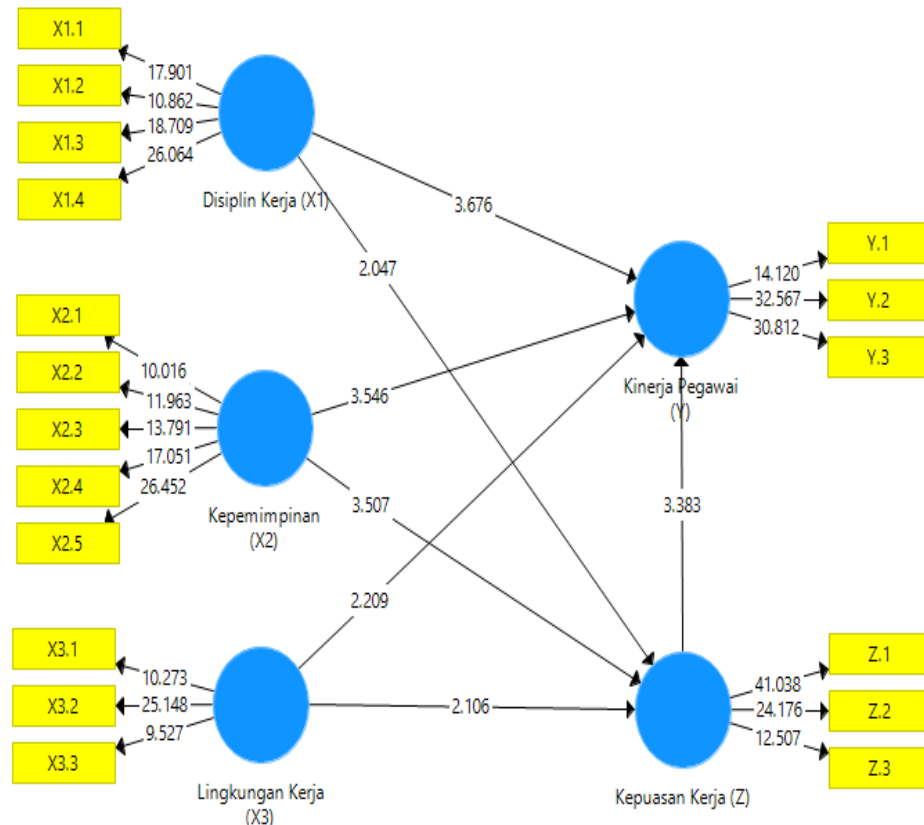 X1.1
17.901
X1.2
10.862
X1.3
18.709
26.064
X1.4
Disiplin Kerja (X1)
3.676
2.047
Y.1
14.120
Y.2
32.567
30.812
Y.3
Kinerja Pegawai
(Y)
X2.1
10.016
X2.2
11.963
X2.3
13.791
17.051
X2.4
26.452
X2.5
Kepemimpinan
(X2)
3.546
3.507
3.383
2.209
X3.1
10.273
X3.2
25.148
9.527
X3.3
Lingkungan Kerja
(X3)
2.106
Z.1
41.038
24.176
Z.2
12.507
Z.3
Kepuasan Kerja (Z)